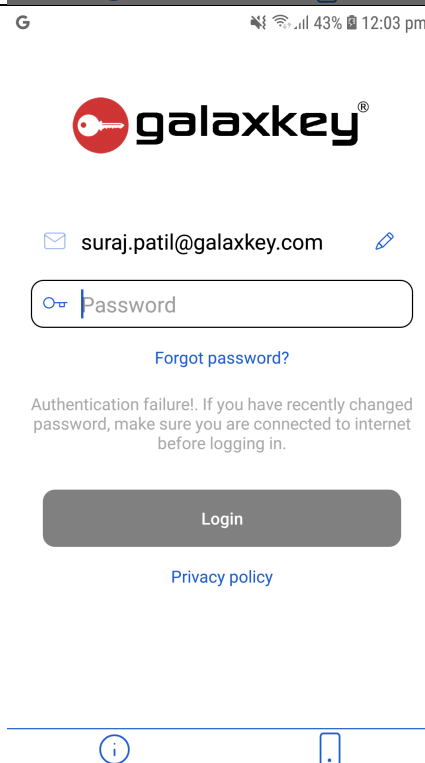 G 43% 12:03 pm
galaxkey®
suraj.patil@galaxkey.com
Password
Forgot password?
Authentication failure!. If you have recently changed
password, make sure you are connected to internet
before logging in.
Login
Privacy policy